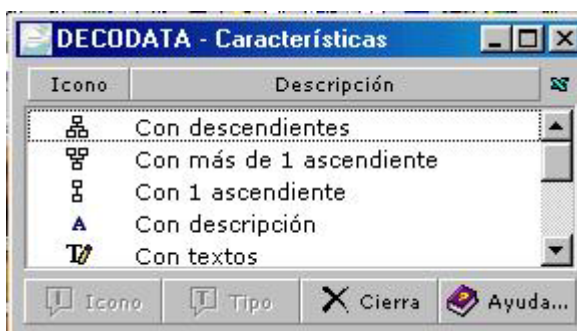 DECODATA - Características
Icono Descripción
Con descendientes
Con más de 1 ascendiente
Con 1 ascendiente
A Con descripción
T Con textos
Icono Tipo Cierra Ayuda...